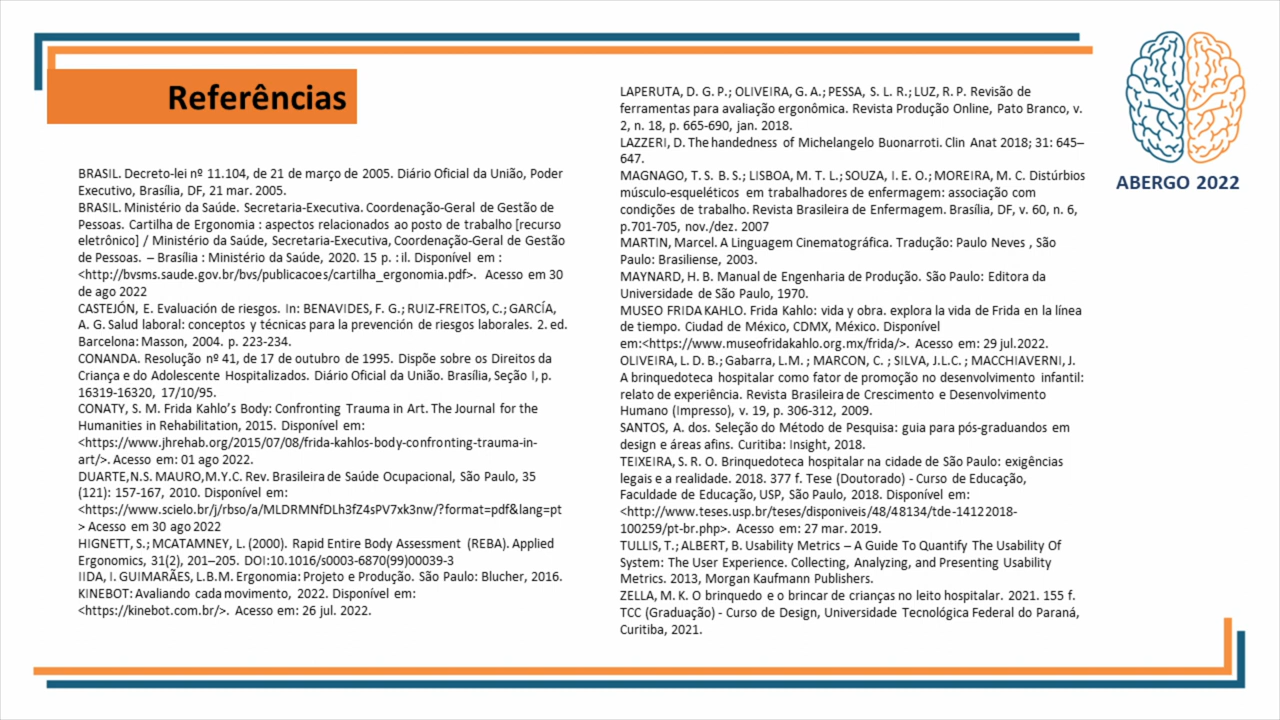 Referências
BRASIL. Decreto-lei nº 11.104, de 21 de março de 2005. Diário Oficial da União, Poder
Executivo, Brasília, DF, 21 mar. 2005.
BRASIL. Ministério da Saúde. Secretaria-Executiva. Coordenação-Geral de Gestão de
Pessoas. Cartilha de Ergonomia : aspectos relacionados ao posto de trabalho [recurso
eletrônico] / Ministério da Saúde, Secretaria-Executiva, Coordenação-Geral de Gestão
de Pessoas. – Brasília : Ministério da Saúde, 2020. 15 p. : il. Disponível em :
<http://bvsms.saude.gov.br/bvs/publicacoes/cartilha_ergonomia.pdf>. Acesso em 30
de ago 2022
CASTEJÓN, E. Evaluación de riesgos. In: BENAVIDES, F. G.; RUIZ-FREITOS, C.; GARCÍA,
A. G. Salud laboral: conceptos y técnicas para la prevención de riesgos laborales. 2. ed.
Barcelona: Masson, 2004. p. 223-234.
CONANDA. Resolução nº 41, de 17 de outubro de 1995. Dispõe sobre os Direitos da
Criança e do Adolescente Hospitalizados. Diário Oficial da União. Brasília, Seção I, p.
16319-16320, 17/10/95.
CONATY, S. M. Frida Kahlo’s Body: Confronting Trauma in Art. The Journal for the
Humanities in Rehabilitation, 2015. Disponível em:
<https://www.jhrehab.org/2015/07/08/frida-kahlos-body-confronting-trauma-in-
art/>. Acesso em: 01 ago 2022.
DUARTE,N.S. MAURO,M.Y.C. Rev. Brasileira de Saúde Ocupacional, São Paulo, 35
(121): 157-167, 2010. Disponível em:
<https://www.scielo.br/j/rbso/a/MLDRMNfDLh3fZ4sPV7xk3nw/?format=pdf&lang=pt
> Acesso em 30 ago 2022
HIGNETT, S.; MCATAMNEY, L. (2000). Rapid Entire Body Assessment (REBA). Applied
Ergonomics, 31(2), 201–205. DOI:10.1016/s0003-6870(99)00039-3
IIDA, I. GUIMARÃES, L.B.M. Ergonomia: Projeto e Produção. São Paulo: Blucher, 2016.
KINEBOT: Avaliando cada movimento, 2022. Disponível em:
<https://kinebot.com.br/>. Acesso em: 26 jul. 2022.
LAPERUTA, D. G. P.; OLIVEIRA, G. A.; PESSA, S. L. R.; LUZ, R. P. Revisão de
ferramentas para avaliação ergonômica. Revista Produção Online, Pato Branco, v.
2, n. 18, p. 665-690, jan. 2018.
LAZZERI, D. The handedness of Michelangelo Buonarroti. Clin Anat 2018; 31: 645–
647.
MAGNAGO, T. S. B. S.; LISBOA, M. T. L.; SOUZA, I. E. O.; MOREIRA, M. C. Distúrbios
músculo-esqueléticos em trabalhadores de enfermagem: associação com
condições de trabalho. Revista Brasileira de Enfermagem. Brasília, DF, v. 60, n. 6,
p.701-705, nov./dez. 2007
MARTIN, Marcel. A Linguagem Cinematográfica. Tradução: Paulo Neves , São
Paulo: Brasiliense, 2003.
MAYNARD, H. B. Manual de Engenharia de Produção. São Paulo: Editora da
Universidade de São Paulo, 1970.
MUSEO FRIDA KAHLO. Frida Kahlo: vida y obra. explora la vida de Frida en la línea
de tiempo. Ciudad de México, CDMX, México. Disponível
em:<https://www.museofridakahlo.org.mx/frida/>. Acesso em: 29 jul.2022.
OLIVEIRA, L. D. B.; Gabarra, L.M. ; MARCON, C. ; SILVA, J.L.C. ; MACCHIAVERNI, J.
A brinquedoteca hospitalar como fator de promoção no desenvolvimento infantil:
relato de experiência. Revista Brasileira de Crescimento e Desenvolvimento
Humano (Impresso), v. 19, p. 306-312, 2009.
SANTOS, A. dos. Seleção do Método de Pesquisa: guia para pós-graduandos em
design e áreas afins. Curitiba: Insight, 2018.
TEIXEIRA, S. R. O. Brinquedoteca hospitalar na cidade de São Paulo: exigências
legais e a realidade. 2018. 377 f. Tese (Doutorado) - Curso de Educação,
Faculdade de Educação, USP, São Paulo, 2018. Disponível em:
<http://www.teses.usp.br/teses/disponiveis/48/48134/tde-14122018-
100259/pt-br.php>. Acesso em: 27 mar. 2019.
TULLIS, T.; ALBERT, B. Usability Metrics – A Guide To Quantify The Usability Of
System: The User Experience. Collecting, Analyzing, and Presenting Usability
Metrics. 2013, Morgan Kaufmann Publishers.
ZELLA, M. K. O brinquedo e o brincar de crianças no leito hospitalar. 2021. 155 f.
TCC (Graduação) - Curso de Design, Universidade Tecnológica Federal do Paraná,
Curitiba, 2021.
ABERGO 2022